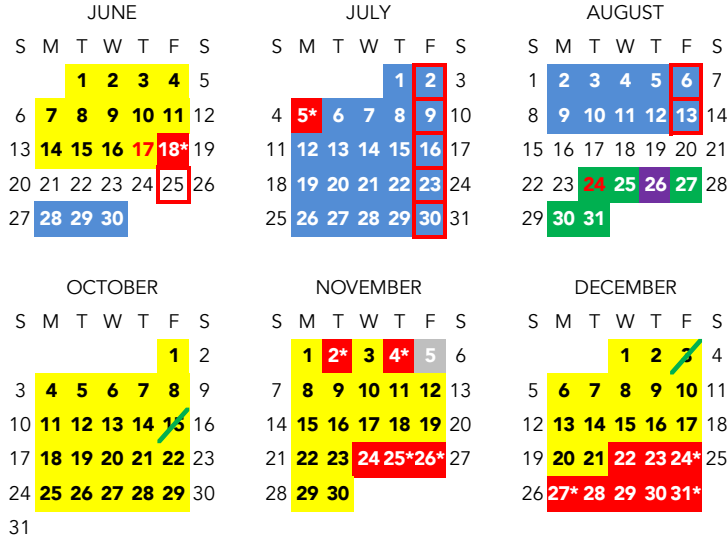 JUNE
S M T W T F S
1 2 3 4 5
6 7 8 9 10 11 12
13 14 15 16 17 18* 19
20 21 22 23 24 25 26
27 28 29 30
JULY
S M T W T F S
1 2 3
4 5* 6 7 8 9 10
11 12 13 14 15 16 17
18 19 20 21 22 23 24
25 26 27 28 29 30 31
AUGUST
S M T W T F S
1 2 3 4 5 6 7
8 9 10 11 12 13 14
15 16 17 18 19 20 21
22 23 24 25 26 27 28
29 30 31
OCTOBER
S M T W T F S
1 2
3 4 5 6 7 8 9
10 11 12 13 14 15 16
17 18 19 20 21 22 23
24 25 26 27 28 29 30
31
NOVEMBER
S M T W T F S
1 2* 3 4* 5 6
7 8 9 10 11 12 13
14 15 16 17 18 19 20
21 22 23 24 25* 26* 27
28 29 30
DECEMBER
S M T W T F S
1 2 3 4
5 6 7 8 9 10 11
12 13 14 15 16 17 18
19 20 21 22 23 24* 25
26 27* 28 29 30 31*